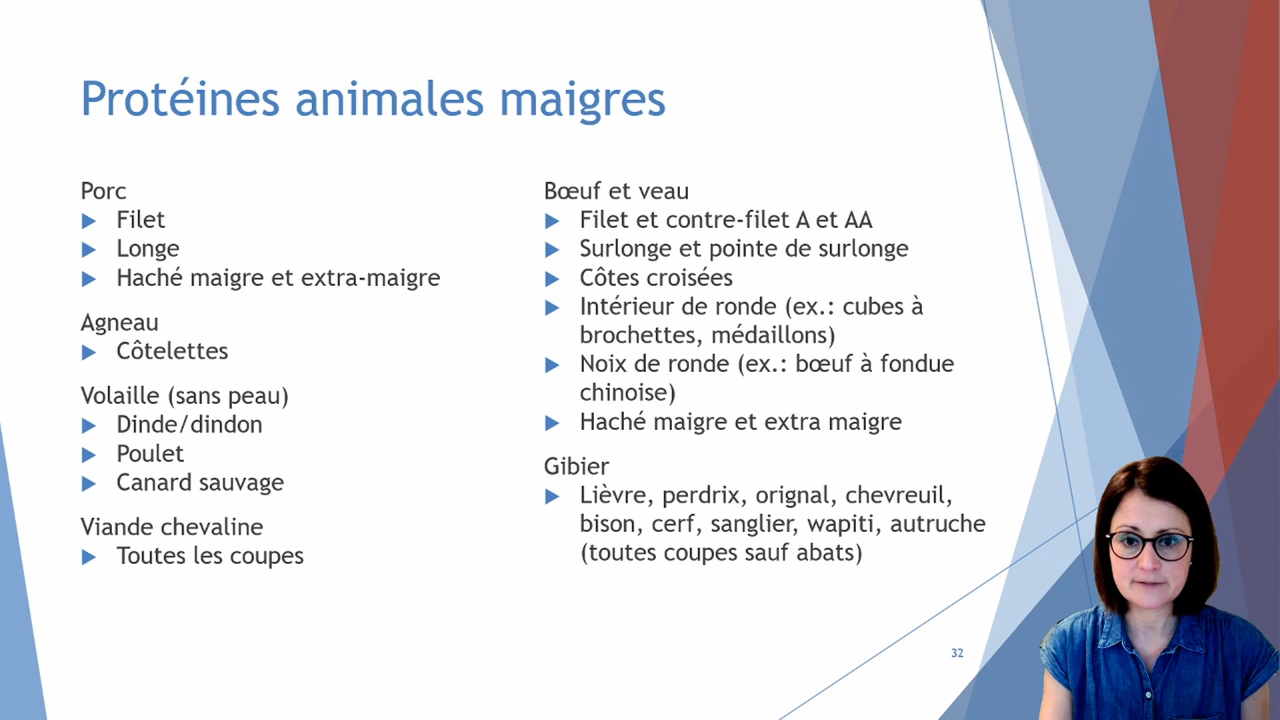 Protéines animales maigres
Porc
Filet
Longe
Haché maigre et extra-maigre
Agneau
Côtelettes
Volaille (sans peau)
Dinde/dindon
Poulet
Canard sauvage
Viande chevaline
Toutes les coupes
Bœuf et veau
Filet et contre-filet A et AA
Surlonge et pointe de surlonge
Côtes croisées
Intérieur de ronde (ex.: cubes à
brochettes, médaillons)
Noix de ronde (ex.: bœuf à fondue
chinoise)
Haché maigre et extra maigre
Gibier
Lièvre, perdrix, orignal, chevreuil,
bison, cerf, sanglier, wapiti, autruche
(toutes coupes sauf abats)
32